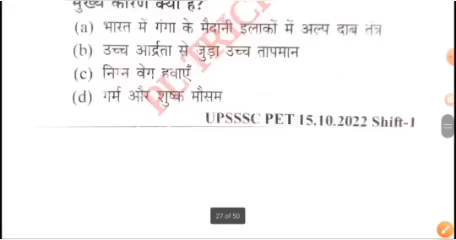 मुख्य कारण क्या है?
(a) भारत में गंगा के मैदानी इलाकों में अल्प दाब तंत्र
(b) उच्च आर्द्रता से जुड़ा उच्च तापमान
(c) निम्न वेग हवाएँ
(d) गर्म और शुष्क मौसम
UPSSSC PET 15.10.2022 Shift-I
27 of 50